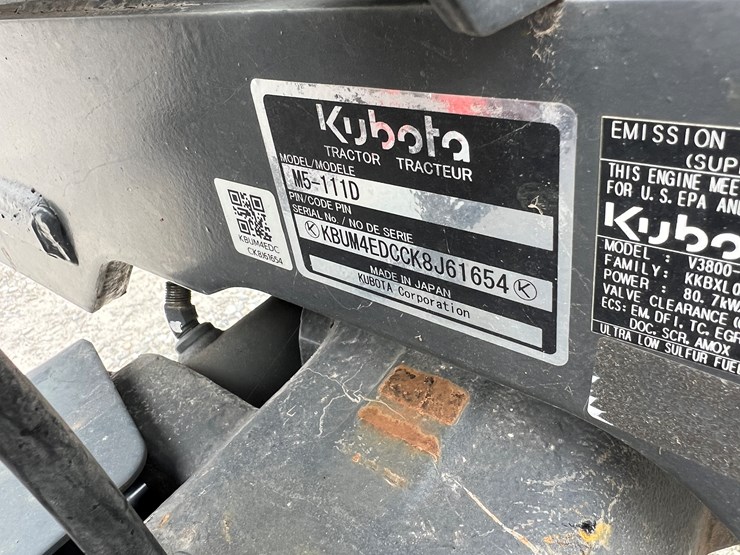 Kubota
TRACTOR TRACTEUR
MODEL/MODELE
M5-111D
PIN/CODE PIN
SERIAL No. / NO DE SERIE
KBUM4EDCCK8J61654
MADE IN JAPAN
KUBOTA Corporation
KBUM4EDC
CK8J61654
EMISSION
(SUP
THIS ENGINE MEE
FOR U.S. EPA AN
Kubo
MODEL : V3800-
FAMILY: KKBXL0
POWER : 80.7kW
VALVE CLEARANCE (
ECS: EM, DFI, TC, EGR
DOC, SCR, AMOX
ULTRA LOW SULFUR FUE